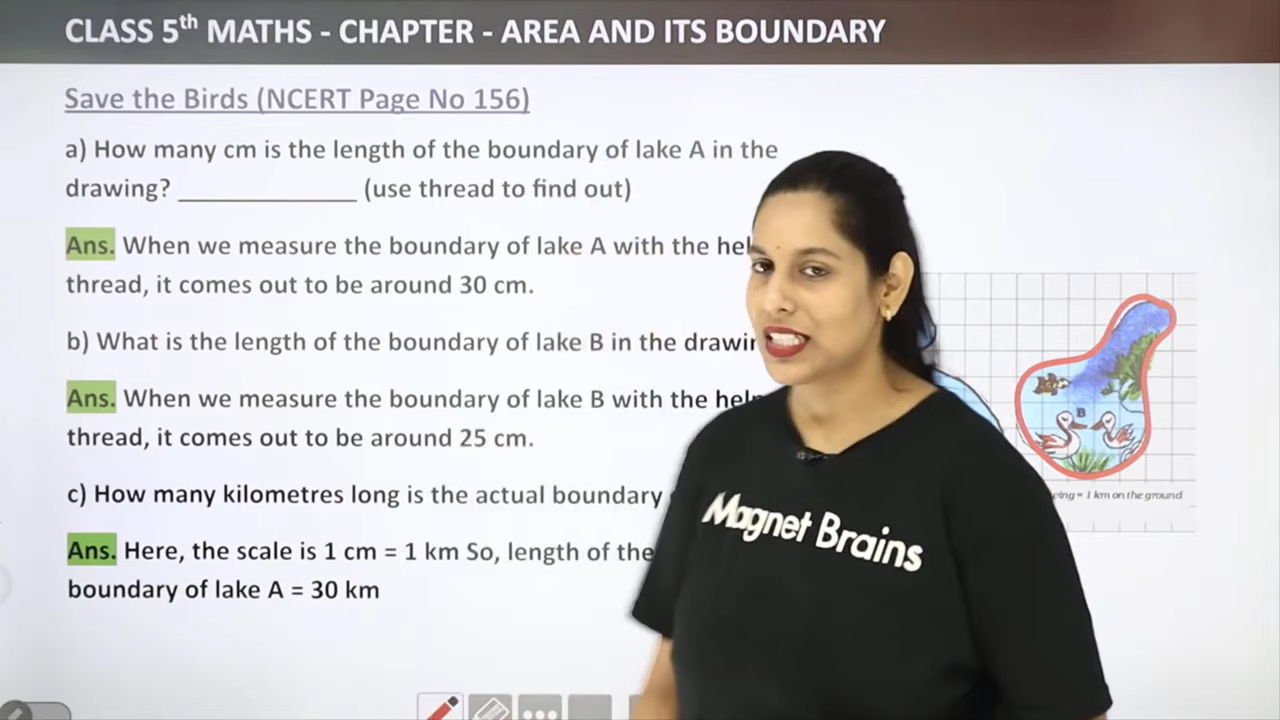 CLASS 5th MATHS - CHAPTER - AREA AND ITS BOUNDARY
Save the Birds (NCERT Page No 156)
a) How many cm is the length of the boundary of lake A in the
drawing? _____________ (use thread to find out)
Ans. When we measure the boundary of lake A with the hel
thread, it comes out to be around 30 cm.
b) What is the length of the boundary of lake B in the drawin
Ans. When we measure the boundary of lake B with the help
thread, it comes out to be around 25 cm.
c) How many kilometres long is the actual boundary
Ans. Here, the scale is 1 cm = 1 km So, length of the
boundary of lake A = 30 km
B
ving = 1 km on the ground
Magnet Brains